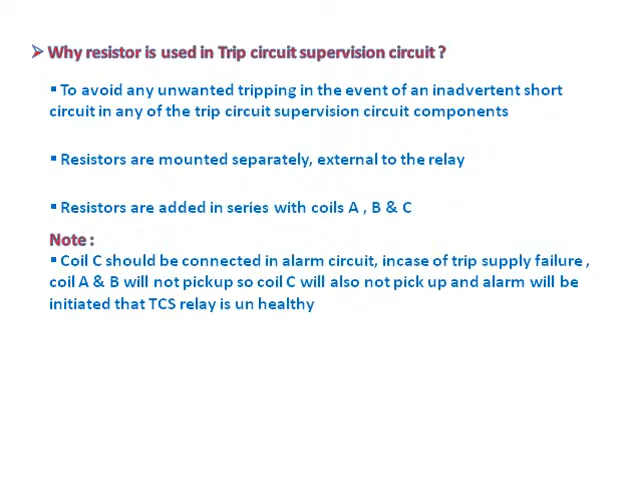 ➢ Why resistor is used in Trip circuit supervision circuit ?
▪ To avoid any unwanted tripping in the event of an inadvertent short
circuit in any of the trip circuit supervision circuit components
▪ Resistors are mounted separately, external to the relay
▪ Resistors are added in series with coils A , B & C
Note :
▪ Coil C should be connected in alarm circuit, incase of trip supply failure ,
coil A & B will not pickup so coil C will also not pick up and alarm will be
initiated that TCS relay is un healthy